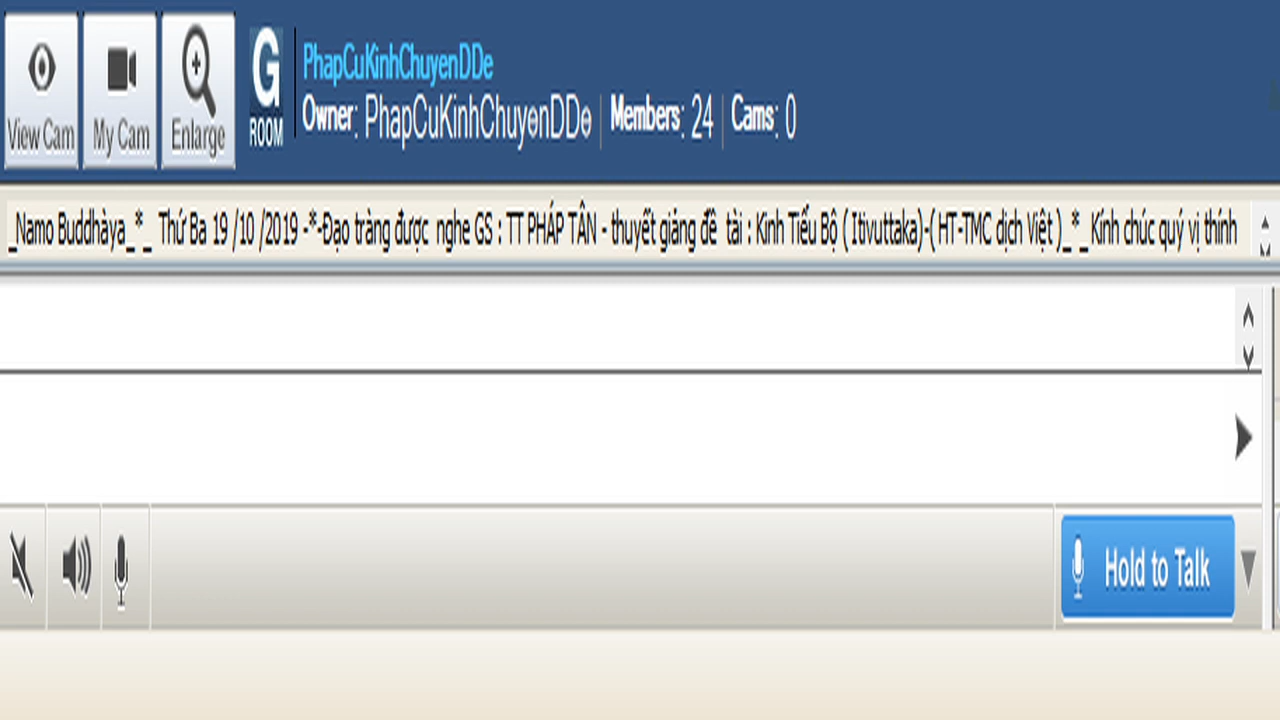 View Cam
My Cam
Enlarge
G
ROOM
PhapCuKinhChuyenDDe
Owner: PhapCuKinhChuyenDDe | Members: 24 | Cams: 0
_Namo Buddhàya_*_ Thứ Ba 19 /10 /2019 -*-Đạo tràng được nghe GS : TT PHÁP TÂN - thuyết giảng đề tài : Kinh Tiểu Bộ ( Itivuttaka)-( HT-TMC dịch Việt )_*_Kính chúc quý vị thính
Hold to Talk